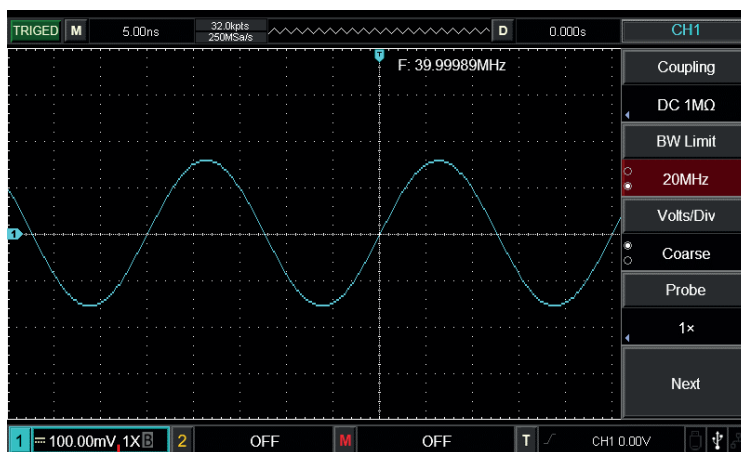 TRIGED M 5.00ns 32.0kpts 250MSa/s D 0.000s CH1
T
F: 39.99989MHz
Coupling
DC 1MΩ
BW Limit
20MHz
Volts/Div
1
Coarse
Probe
1×
Next
1 100.00mV 1X B 2 OFF M OFF T CH1 0.00V